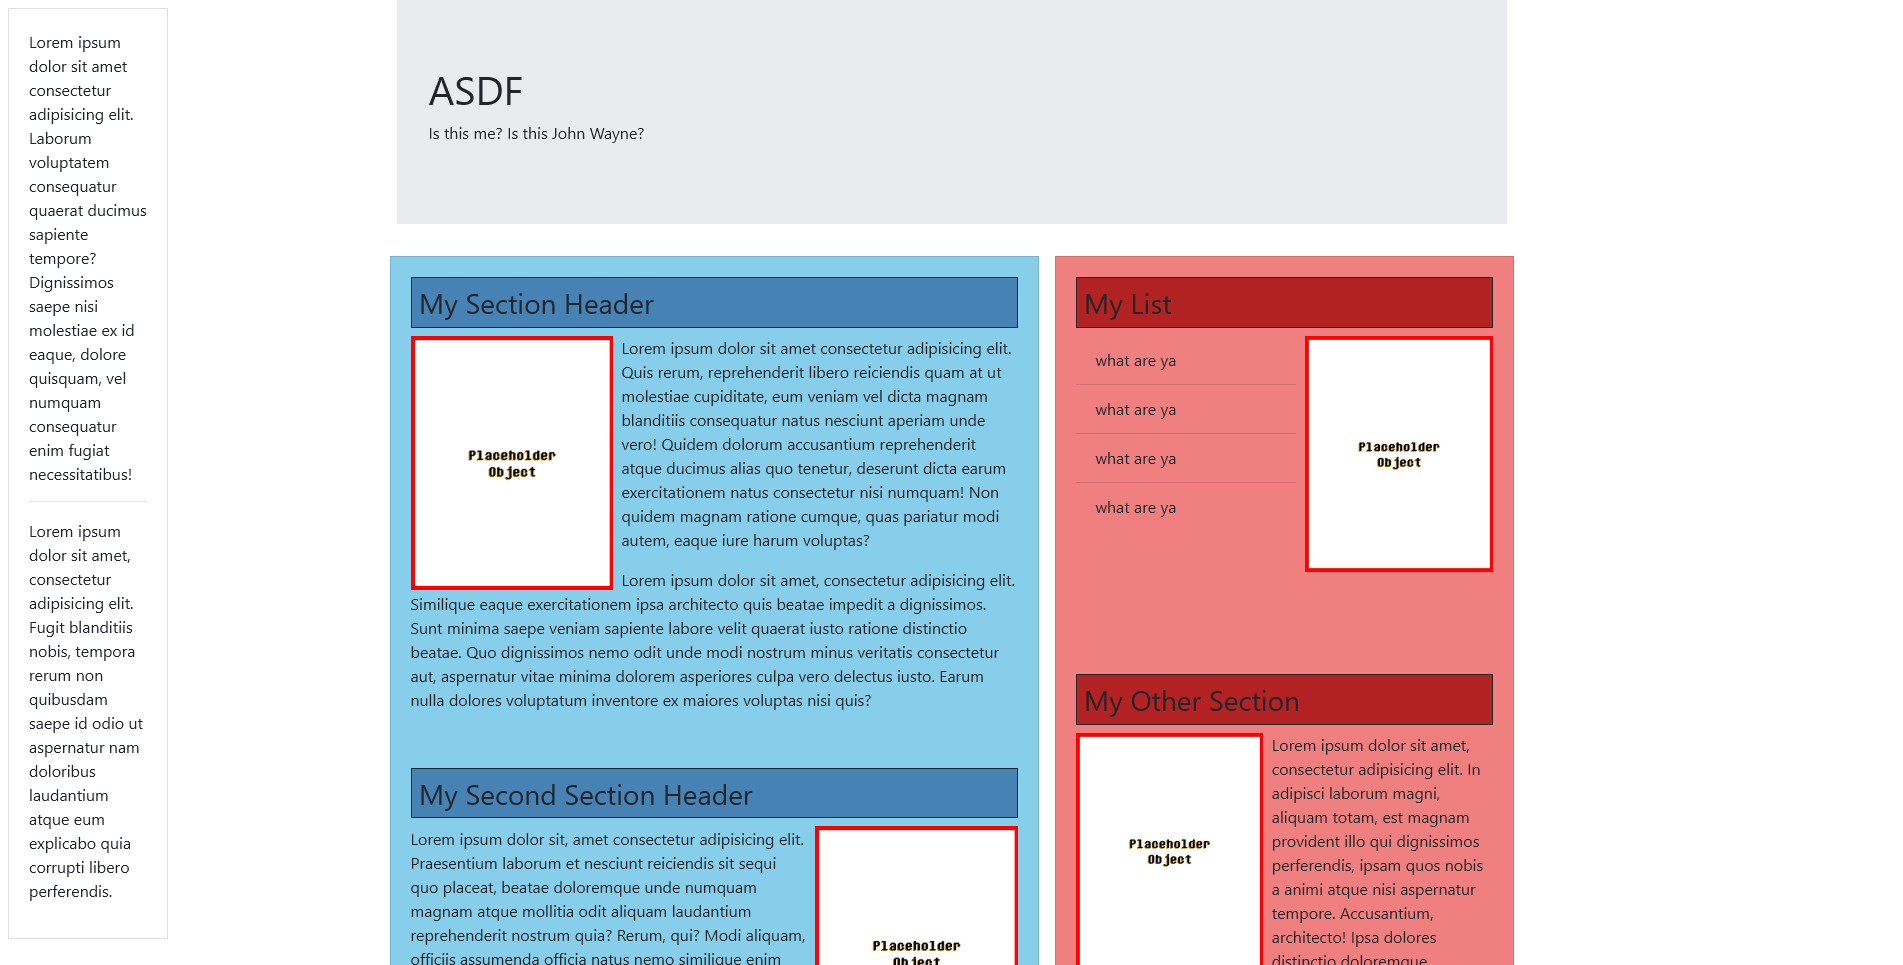 Lorem ipsum
dolor sit amet
consectetur
adipisicing elit.
Laborum
voluptatem
consequatur
quaerat ducimus
sapiente
tempore?
Dignissimos
saepe nisi
molestiae ex id
eaque, dolore
quisquam, vel
numquam
consequatur
enim fugiat
necessitatibus!
Lorem ipsum
dolor sit amet,
consectetur
adipisicing elit.
Fugit blanditiis
nobis, tempora
rerum non
quibusdam
saepe id odio ut
aspernatur nam
doloribus
laudantium
atque eum
explicabo quia
corrupti libero
perferendis.
ASDF
Is this me? Is this John Wayne?
My Section Header
Placeholder
Object
Lorem ipsum dolor sit amet consectetur adipisicing elit.
Quis rerum, reprehenderit libero reiciendis quam at ut
molestiae cupiditate, eum veniam vel dicta magnam
blanditiis consequatur natus nesciunt aperiam unde
vero! Quidem dolorum accusantium reprehenderit
atque ducimus alias quo tenetur, deserunt dicta earum
exercitationem natus consectetur nisi numquam! Non
quidem magnam ratione cumque, quas pariatur modi
autem, eaque iure harum voluptas?
Lorem ipsum dolor sit amet, consectetur adipisicing elit.
Similique eaque exercitationem ipsa architecto quis beatae impedit a dignissimos.
Sunt minima saepe veniam sapiente labore velit quaerat iusto ratione distinctio
beatae. Quo dignissimos nemo odit unde modi nostrum minus veritatis consectetur
aut, aspernatur vitae minima dolorem asperiores culpa vero delectus iusto. Earum
nulla dolores voluptatum inventore ex maiores voluptas nisi quis?
My Second Section Header
Lorem ipsum dolor sit, amet consectetur adipisicing elit.
Praesentium laborum et nesciunt reiciendis sit sequi
quo placeat, beatae doloremque unde numquam
magnam atque mollitia odit aliquam laudantium
reprehenderit nostrum quia? Rerum, qui? Modi aliquam,
officiis assumenda officia natus nemo similique enim
Placeholder
Object
My List
what are ya
what are ya
what are ya
what are ya
Placeholder
Object
My Other Section
Placeholder
Object
Lorem ipsum dolor sit amet,
consectetur adipisicing elit. In
adipisci laborum magni,
aliquam totam, est magnam
provident illo qui dignissimos
perferendis, ipsam quos nobis
a animi atque nisi aspernatur
tempore. Accusantium,
architecto! Ipsa dolores
distinctio doloremque